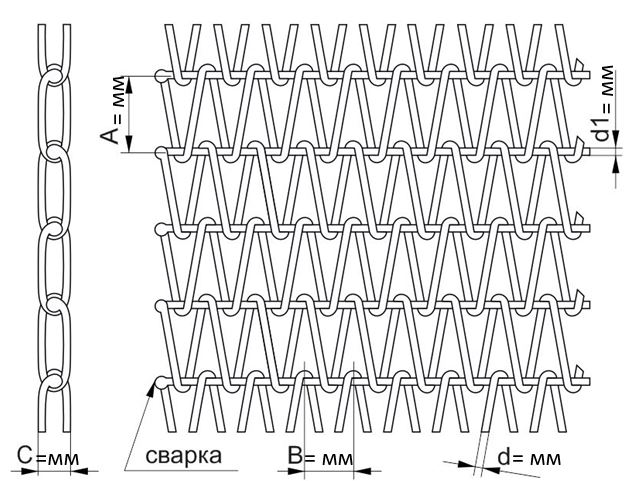 A= мм
d1= мм
C=мм
сварка
B= мм
d= мм